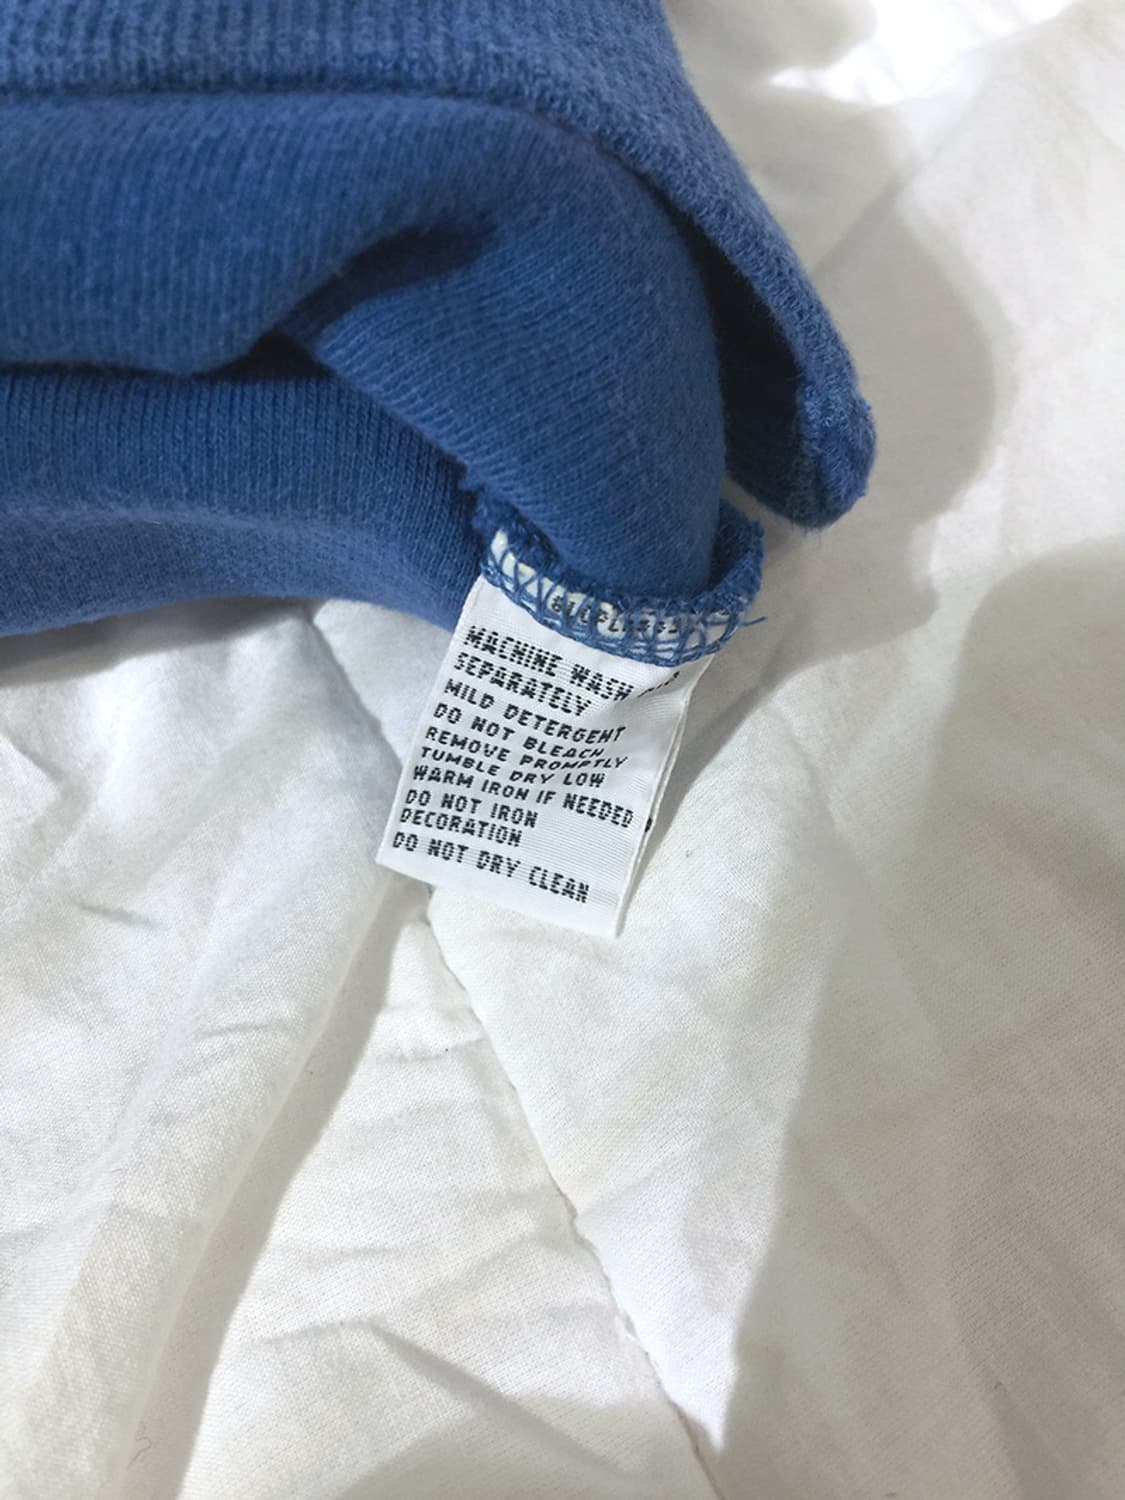 MACHINE WASH
SEPARATELY
MILD DETERGENT
DO NOT BLEACH
REMOVE PROMPTLY
TUMBLE DRY LOW
WARM IRON IF NEEDED
DO NOT IRON
DECORATION
DO NOT DRY CLEAN